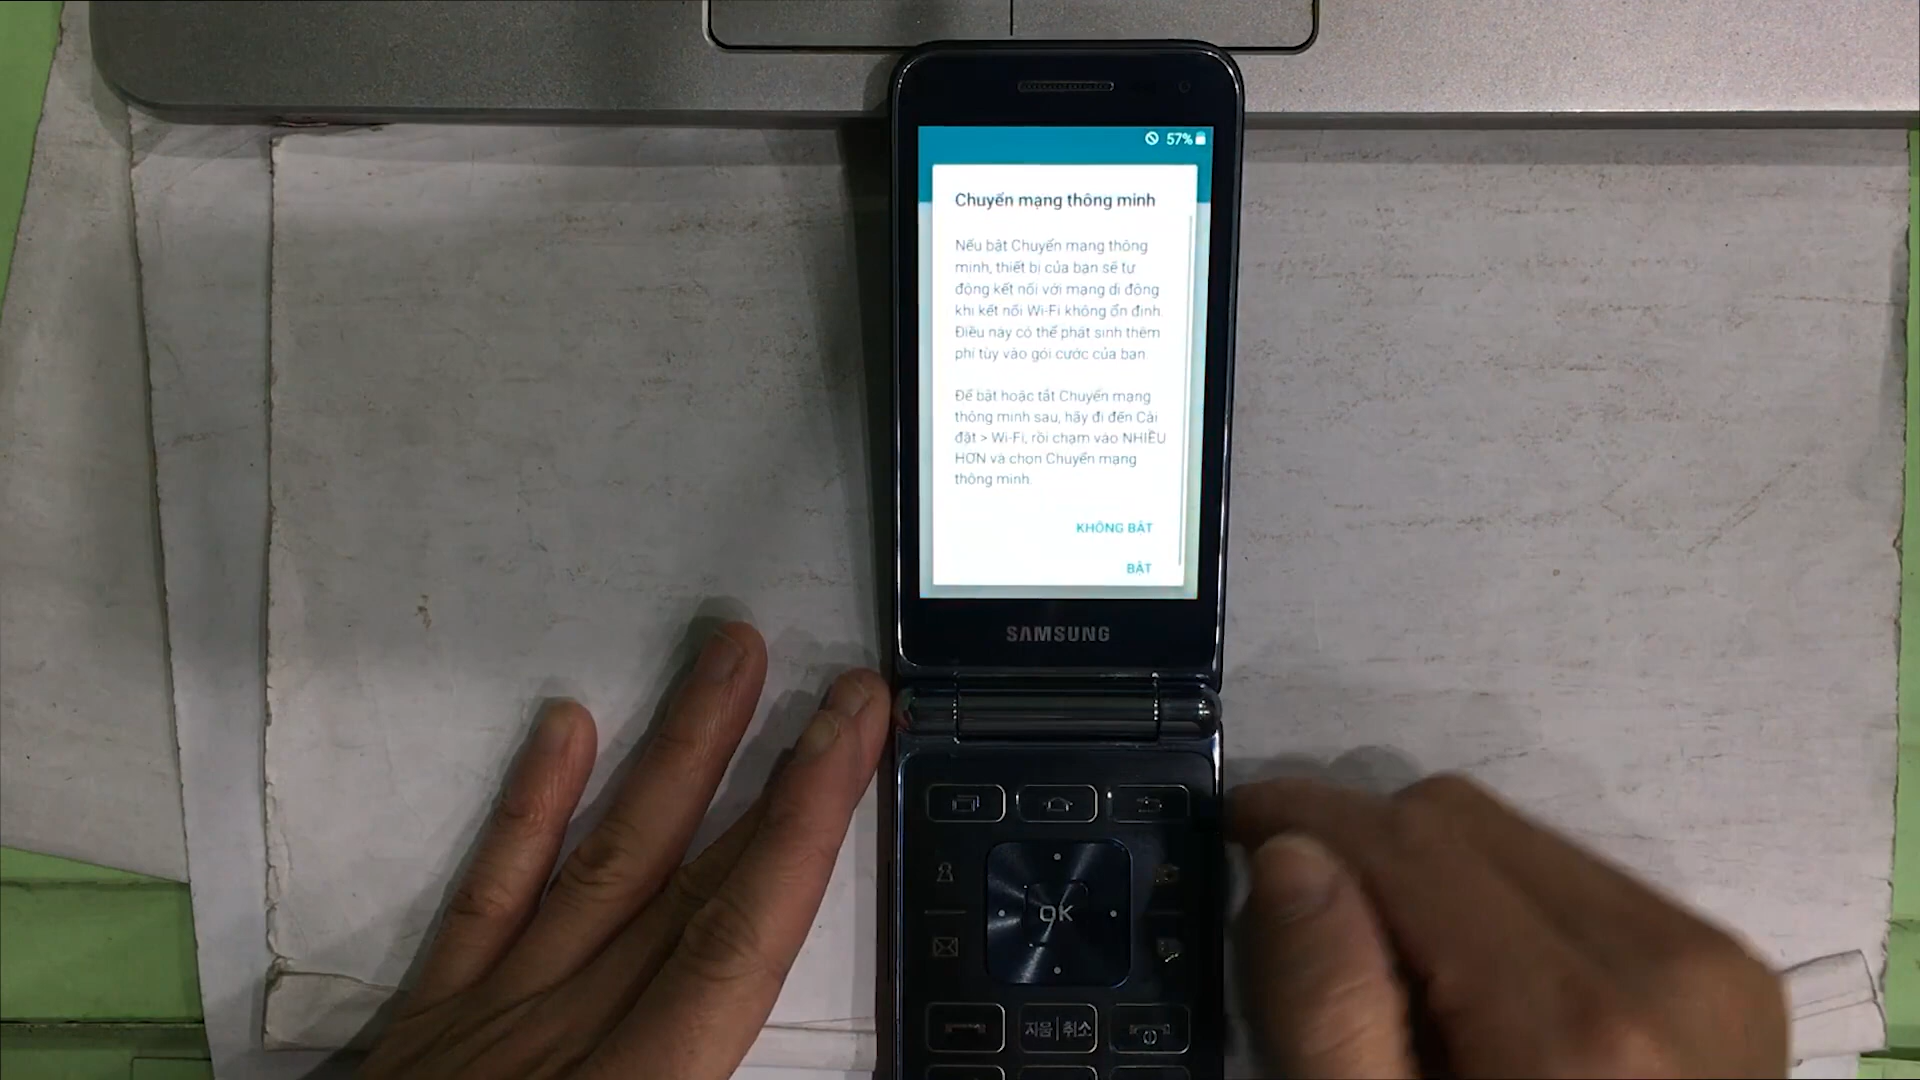 57%
Chuyển mạng thông minh
Nếu bật Chuyển mạng thông
minh, thiết bị của bạn sẽ tự
động kết nối với mạng di động
khi kết nối Wi-Fi không ổn định.
Điều này có thể phát sinh thêm
phí tùy vào gói cước của bạn.
Để bật hoặc tắt Chuyển mạng
thông minh sau, hãy đi đến Cài
đặt > Wi-Fi, rồi chạm vào NHIỀU
HƠN và chọn Chuyển mạng
thông minh.
KHÔNG BẬT
BẬT
SAMSUNG
OK
지움|취소